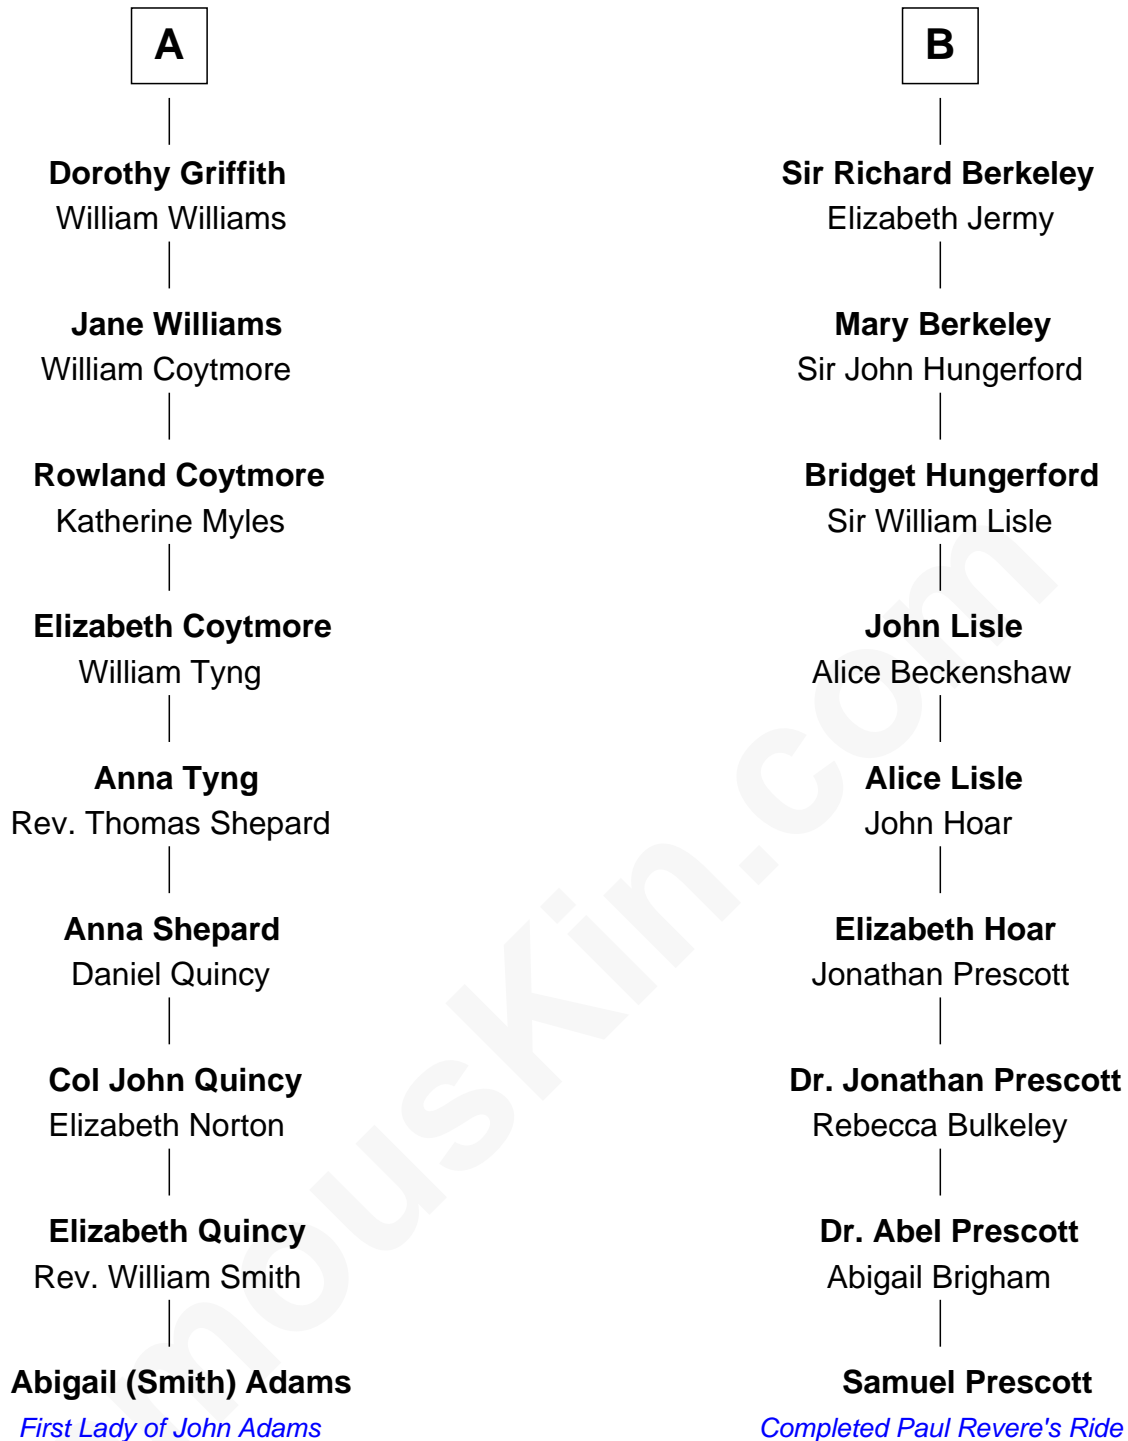 A
Dorothy Griffith
William Williams
Jane Williams
William Coytmore
Rowland Coytmore
Katherine Myles
Elizabeth Coytmore
William Tyng
Anna Tyng
Rev. Thomas Shepard
Anna Shepard
Daniel Quincy
Col John Quincy
Elizabeth Norton
Elizabeth Quincy
Rev. William Smith
Abigail (Smith) Adams
First Lady of John Adams
B
Sir Richard Berkeley
Elizabeth Jermy
Mary Berkeley
Sir John Hungerford
Bridget Hungerford
Sir William Lisle
John Lisle
Alice Beckenshaw
Alice Lisle
John Hoar
Elizabeth Hoar
Jonathan Prescott
Dr. Jonathan Prescott
Rebecca Bulkeley
Dr. Abel Prescott
Abigail Brigham
Samuel Prescott
Completed Paul Revere's Ride
mousKin.com